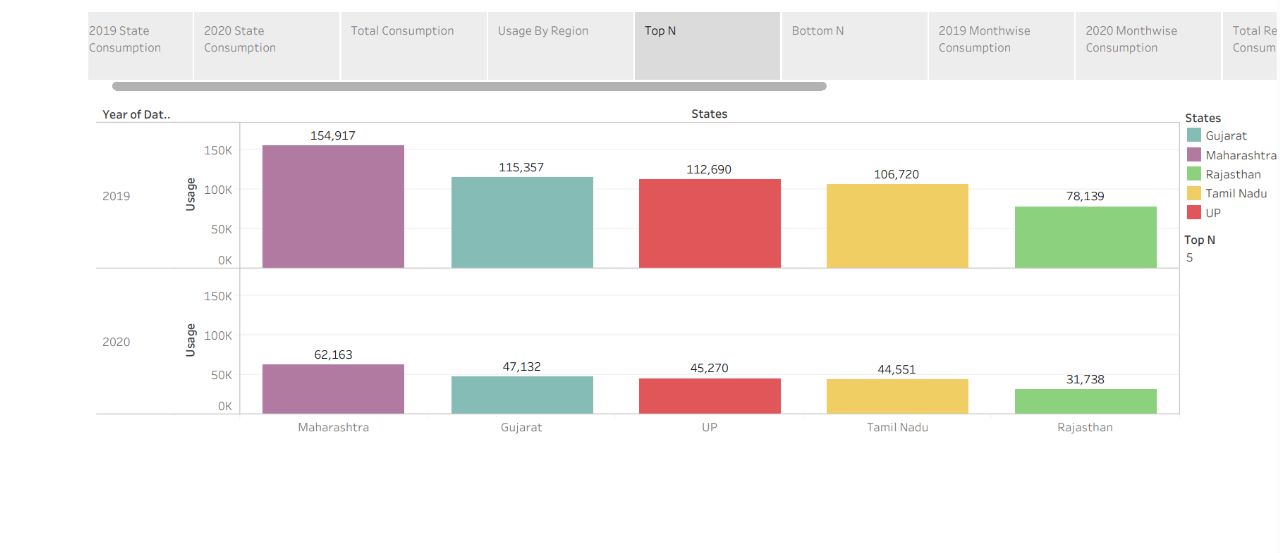 2019 State
Consumption
2020 State
Consumption
Total Consumption
Usage By Region
Top N
Bottom N
2019 Monthwise
Consumption
2020 Monthwise
Consumption
Total Re
Consum
Year of Dat..
States
2019
Usage
150K
100K
50K
0K
154,917
115,357
112,690
106,720
78,139
2020
Usage
150K
100K
50K
0K
62,163
47,132
45,270
44,551
31,738
Maharashtra
Gujarat
UP
Tamil Nadu
Rajasthan
States
Gujarat
Maharashtra
Rajasthan
Tamil Nadu
UP
Top N
5